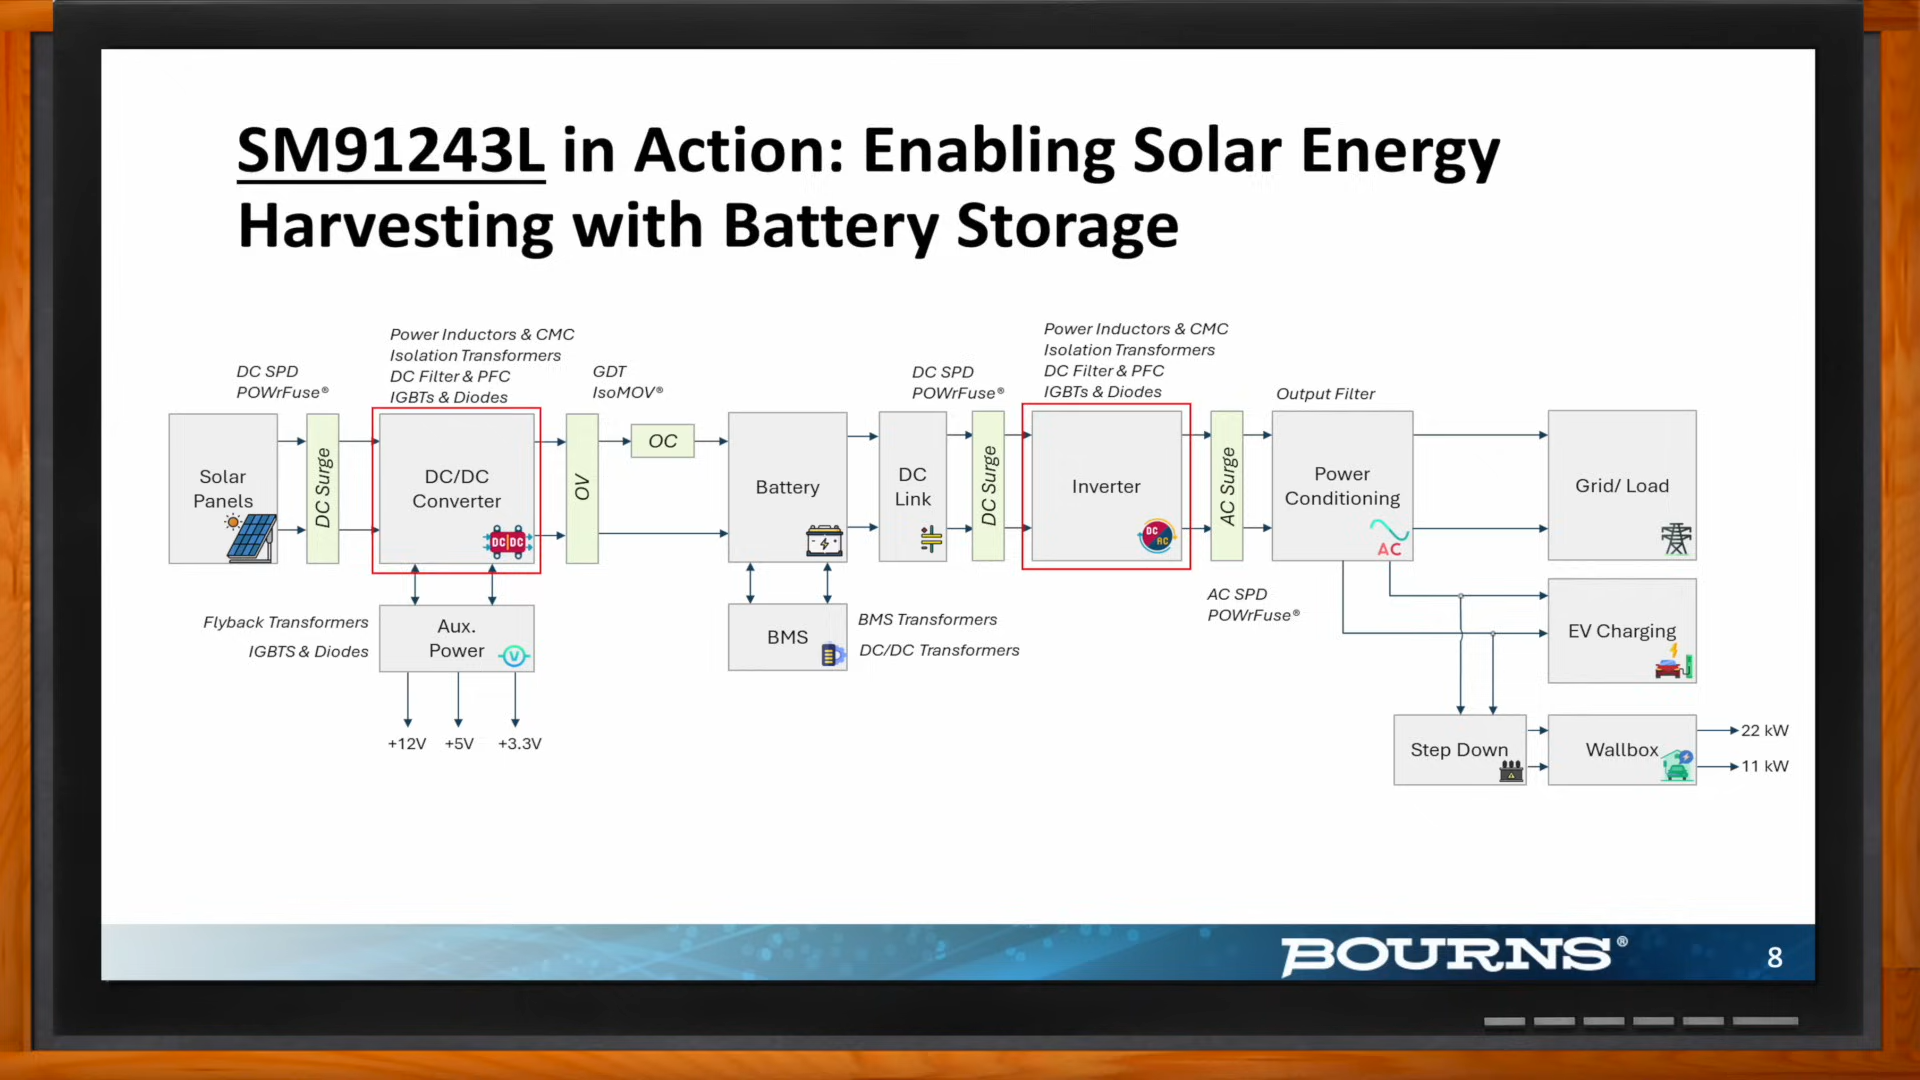 SM91243L in Action: Enabling Solar Energy
Harvesting with Battery Storage
DC SPD
POWrFuse®
Power Inductors & CMC
Isolation Transformers
DC Filter & PFC
IGBTs & Diodes
GDT
IsoMOV®
DC SPD
POWrFuse®
Power Inductors & CMC
Isolation Transformers
DC Filter & PFC
IGBTs & Diodes
Output Filter
Solar
Panels
DC Surge
DC/DC
Converter
DC|DC
OV
OC
Battery
DC
Link
DC Surge
Inverter
DC
AC
AC Surge
Power
Conditioning
AC
Grid/ Load
Flyback Transformers
IGBTS & Diodes
Aux.
Power
V
BMS
BMS Transformers
DC/DC Transformers
AC SPD
POWrFuse®
EV Charging
+12V
+5V
+3.3V
Step Down
Wallbox
22 kW
11 kW
BOURNS®
8